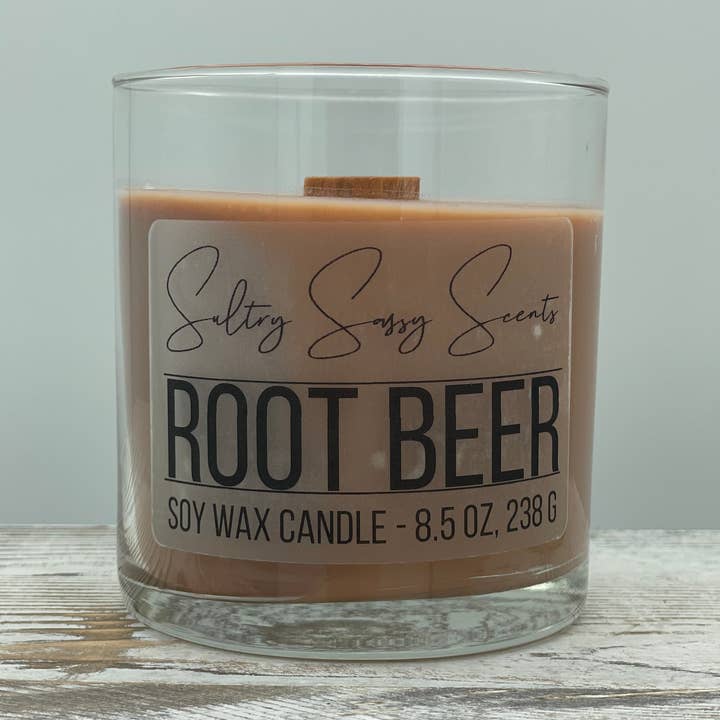 Sultry Sassy Scents
ROOT BEER
SOY WAX CANDLE - 8.5 OZ, 238 G